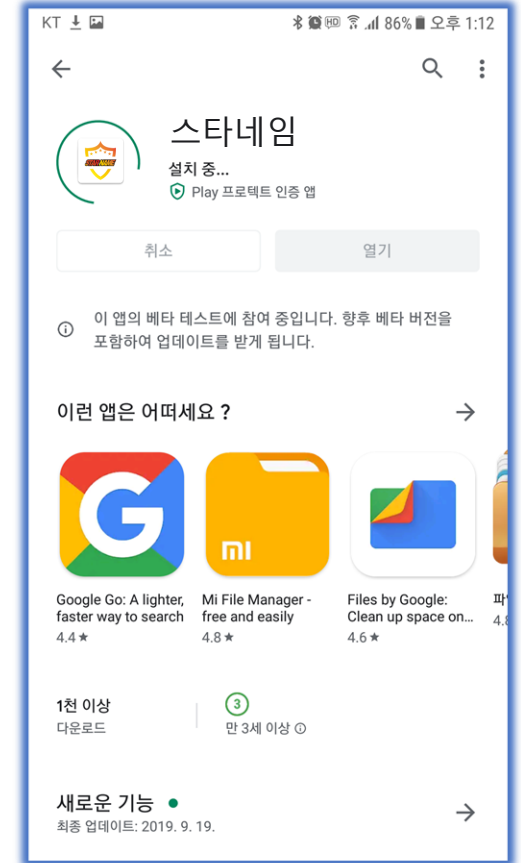 KT HD 86% 오후 1:12
스타네임
STAR NAME
설치 중...
Play 프로텍트 인증 앱
취소 열기
이 앱의 베타 테스트에 참여 중입니다. 향후 베타 버전을
포함하여 업데이트를 받게 됩니다.
이런 앱은 어떠세요 ?
G
mi
Google Go: A lighter,
faster way to search
4.4★
Mi File Manager -
free and easily
4.8★
Files by Google:
Clean up space on...
4.6★
4.8
1천 이상
다운로드
3
만 3세 이상
새로운 기능
최종 업데이트: 2019. 9. 19.